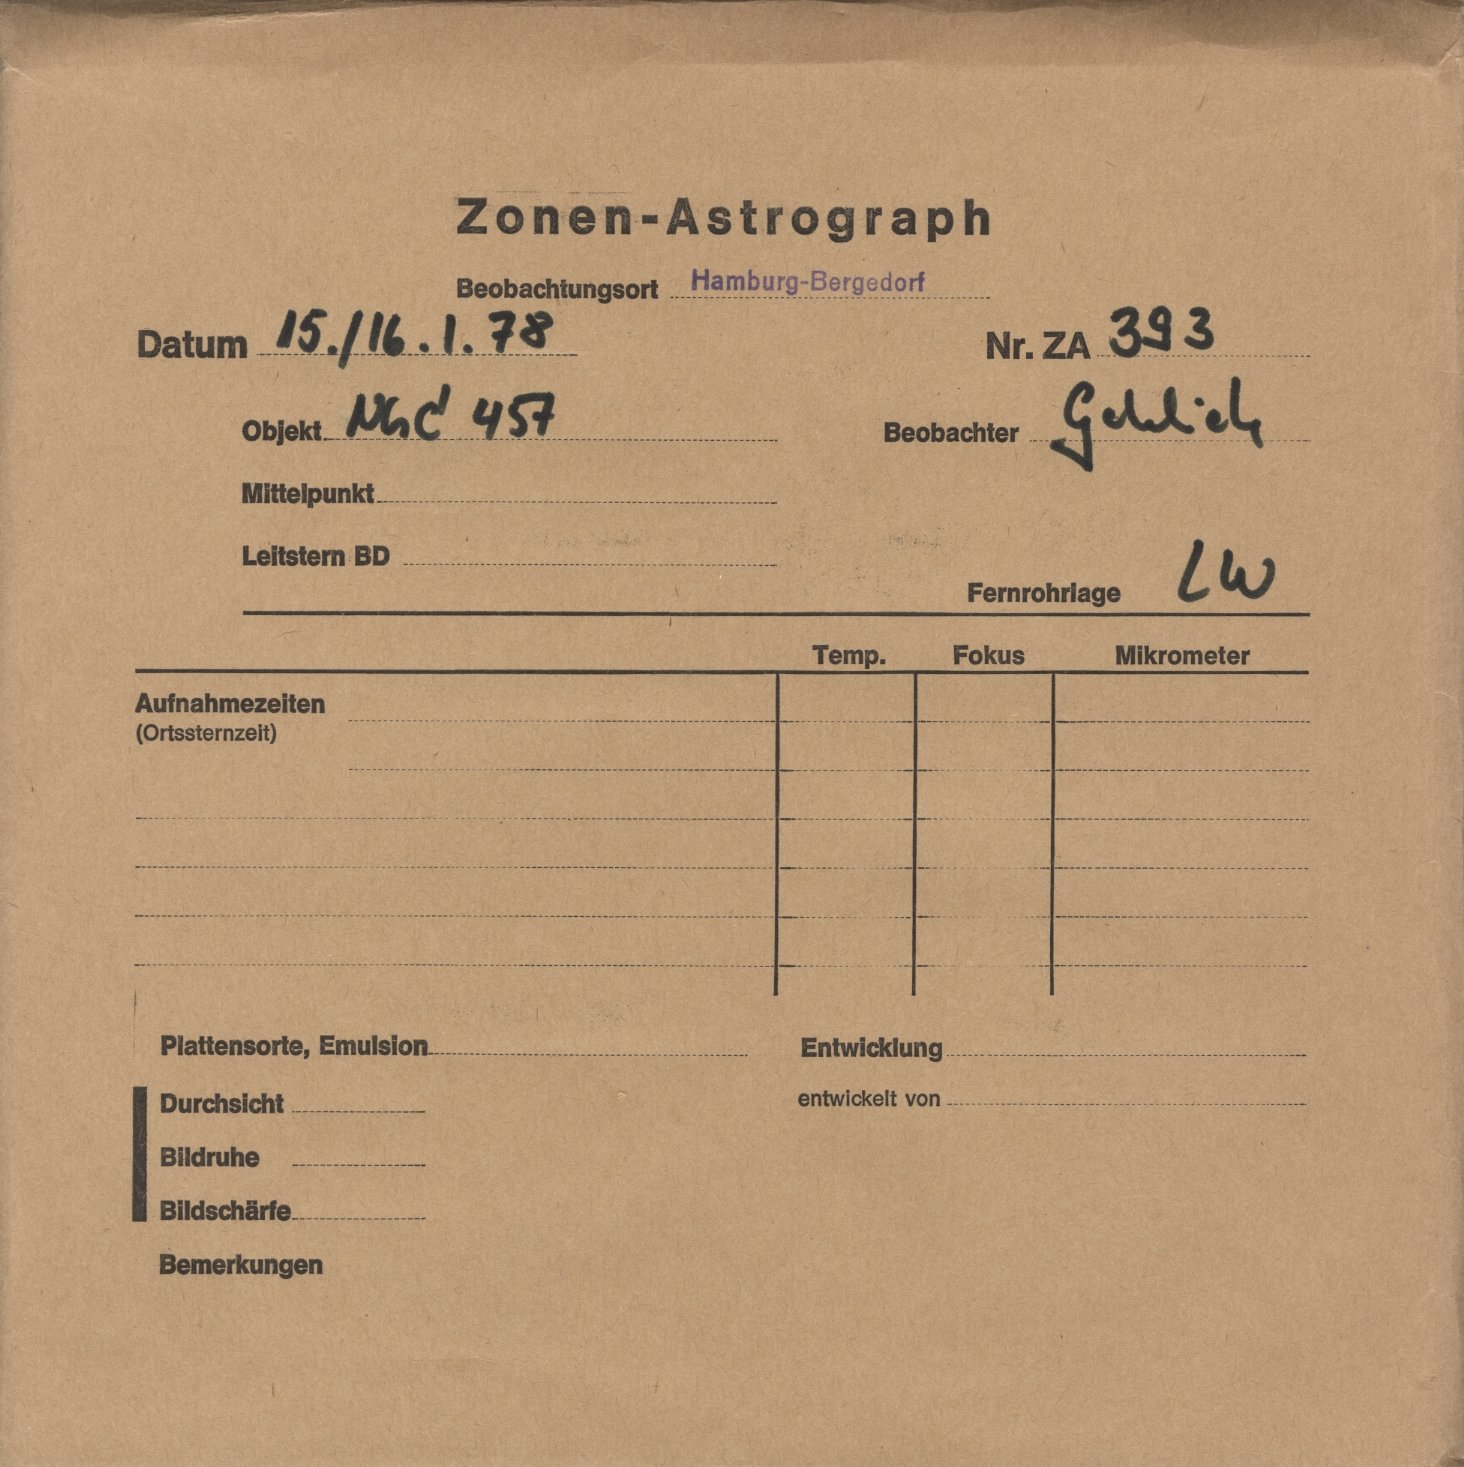 Zonen-Astrograph
Beobachtungsort Hamburg-Bergedorf
Datum 15./16.1.78 Nr. ZA 393
Objekt NGC 457 Beobachter Gehlich
Mittelpunkt
Leitstern BD
Fernrohrlage LW
Temp. Fokus Mikrometer
Aufnahmezeiten
(Ortssternzeit)
Plattensorte, Emulsion Entwicklung
Durchsicht entwickelt von
Bildruhe
Bildschärfe
Bemerkungen